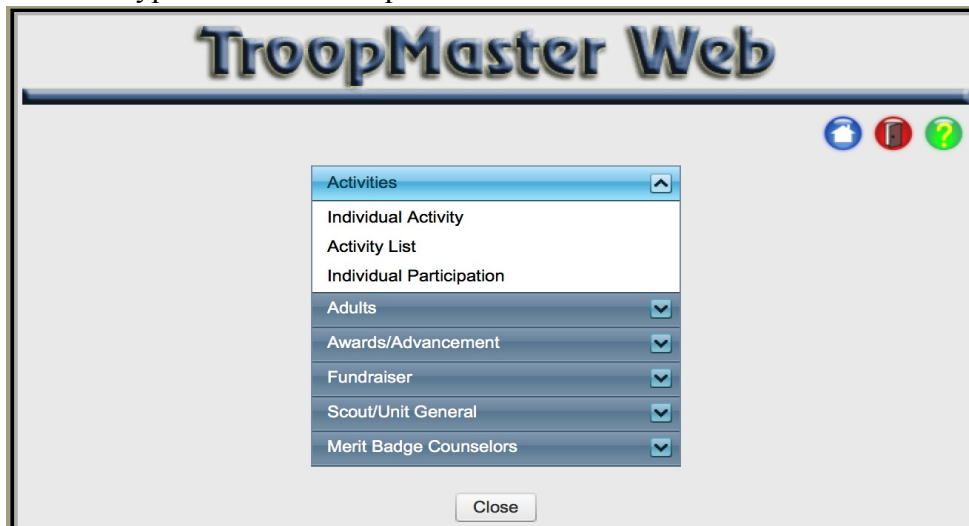 TroopMaster Web
Activities
Individual Activity
Activity List
Individual Participation
Adults
Awards/Advancement
Fundraiser
Scout/Unit General
Merit Badge Counselors
Close